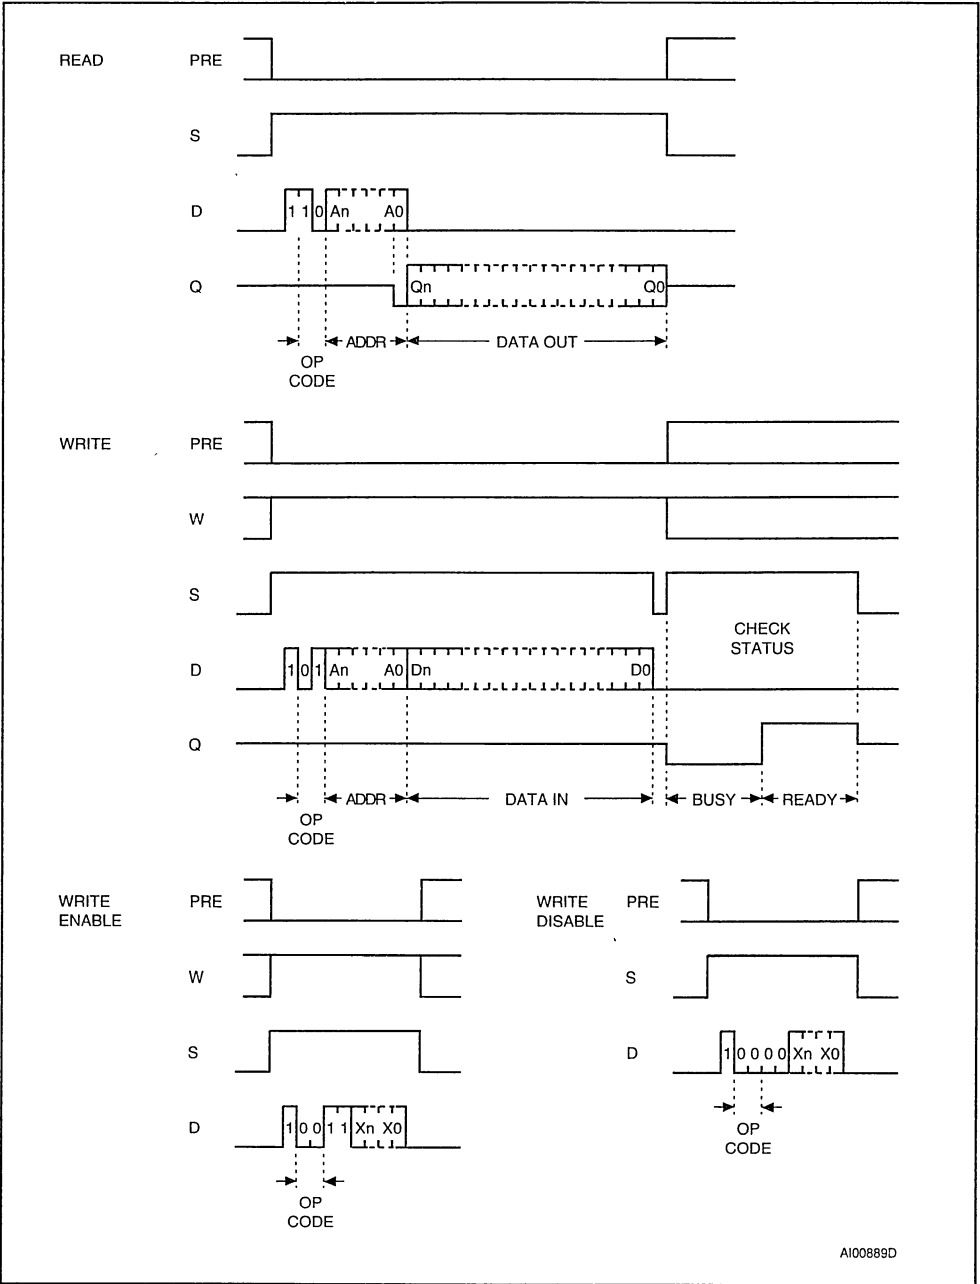 READ PRE
S
D 1 1 0 An A0
Q Qn Q0
ADDR DATA OUT
OP
CODE
WRITE PRE
W
S
CHECK
STATUS
D 1 0 1 An A0 Dn D0
Q
ADDR DATA IN BUSY READY
OP
CODE
WRITE
ENABLE
PRE
W
S
D 1 0 0 1 1 Xn X0
OP
CODE
WRITE
DISABLE
PRE
S
D 1 0 0 0 0 Xn X0
OP
CODE
AI00889D